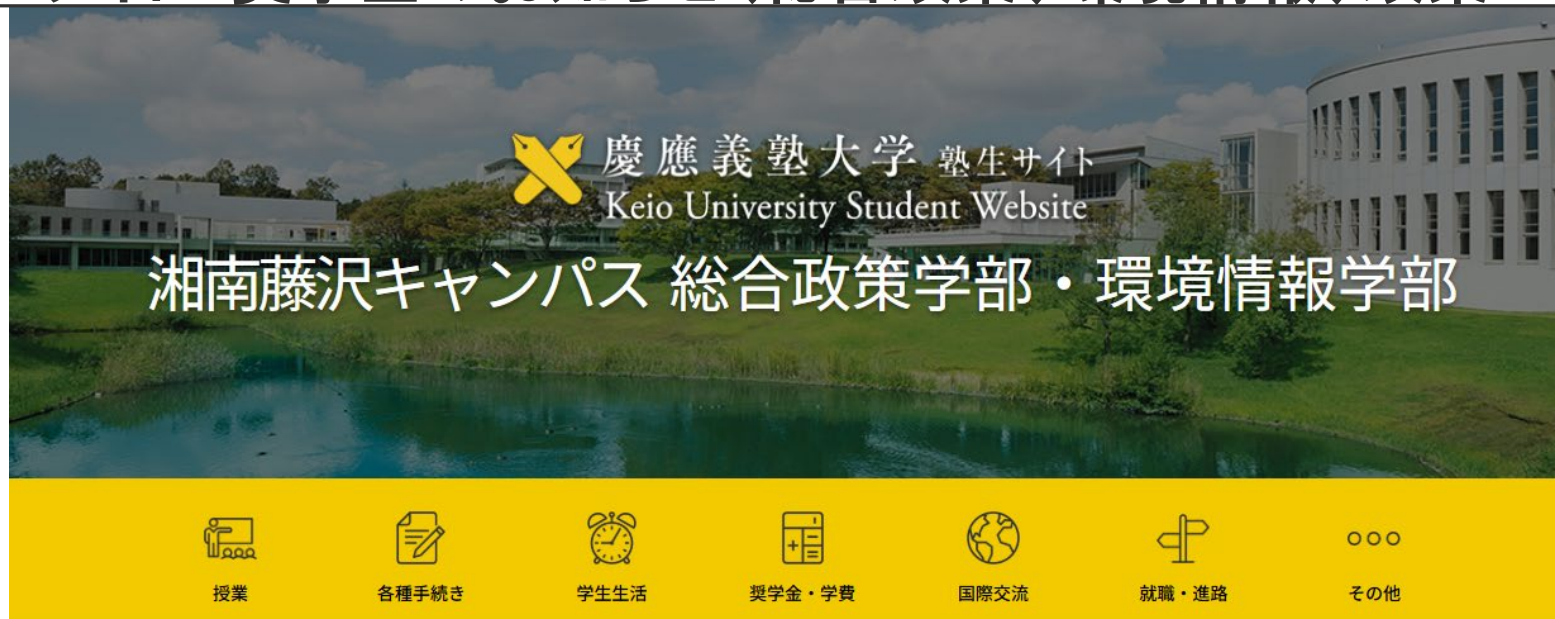 慶應義塾大学 塾生サイト
Keio University Student Website
湘南藤沢キャンパス 総合政策学部・環境情報学部
授業
各種手続き
学生生活
奨学金・学費
国際交流
就職・進路
その他